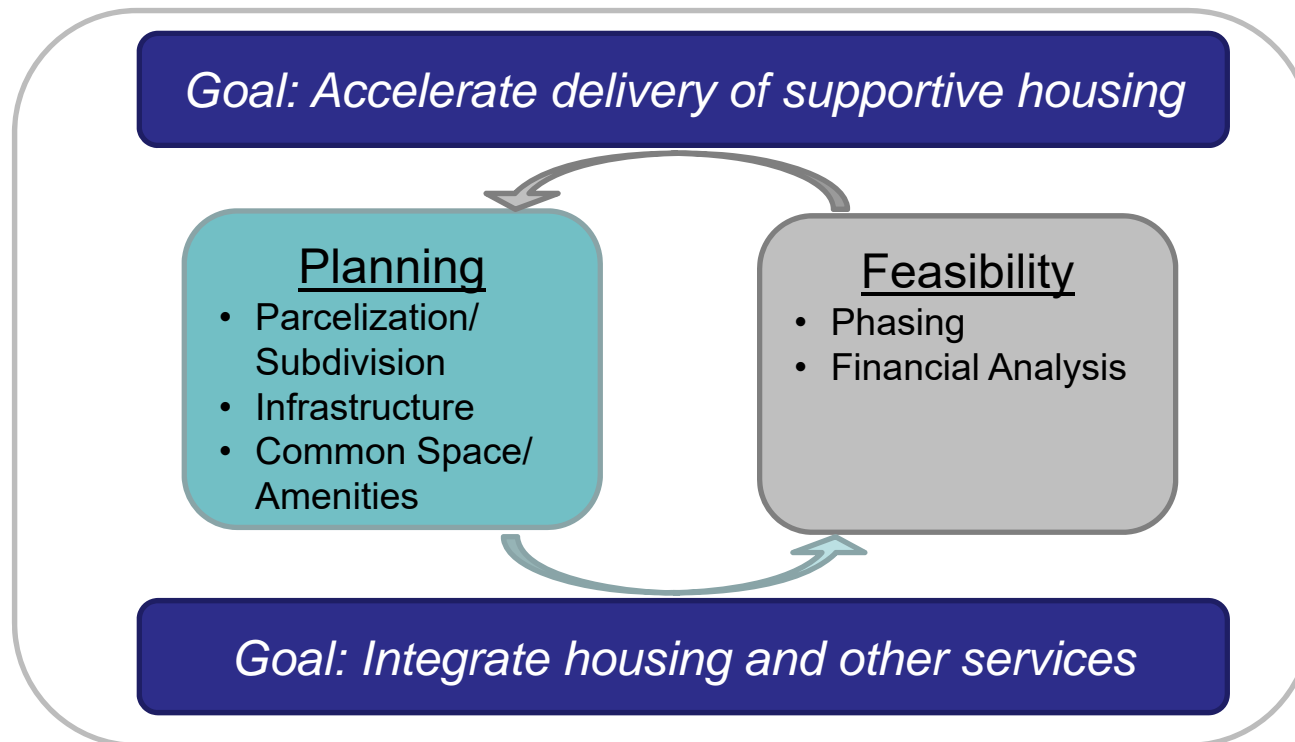 Goal: Accelerate delivery of supportive housing
Planning
• Parcelization/
Subdivision
• Infrastructure
• Common Space/
Amenities
Feasibility
• Phasing
• Financial Analysis
Goal: Integrate housing and other services